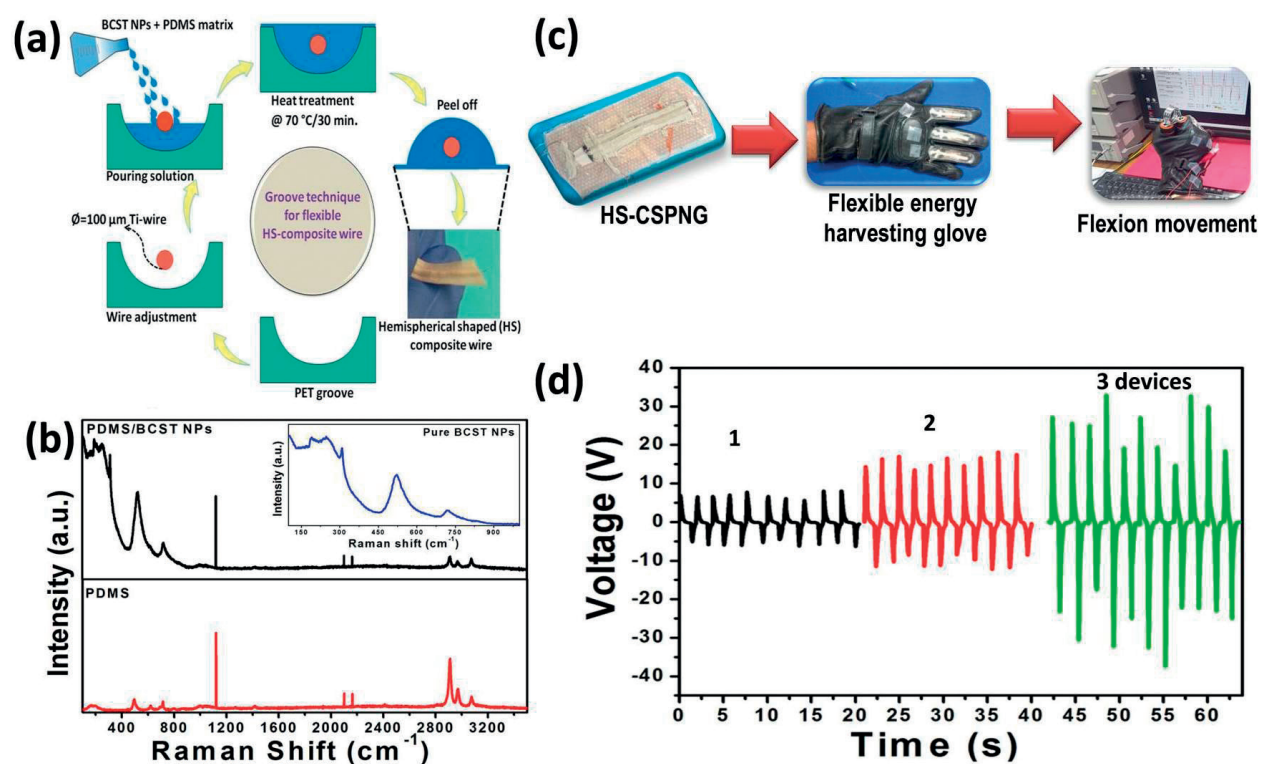 (a)
BCST NPs + PDMS matrix
Pouring solution
Heat treatment
@ 70 °C/30 min.
Peel off
Ø=100 µm Ti-wire
Groove technique
for flexible
HS-composite wire
Wire adjustment
PET groove
Hemispherical shaped (HS)
composite wire
(b)
PDMS/BCST NPs
Pure BCST NPs
Intensity (a.u.)
150 300 450 600 750 900
Raman shift (cm⁻¹)
PDMS
Intensity (a.u.)
400 800 1200 1600 2000 2400 2800 3200
Raman Shift (cm⁻¹)
(c)
HS-CSPNG
Flexible energy
harvesting glove
Flexion movement
(d)
Voltage (V)
40
30
20
10
0
-10
-20
-30
-40
1
2
3 devices
0 5 10 15 20 25 30 35 40 45 50 55 60
Time (s)